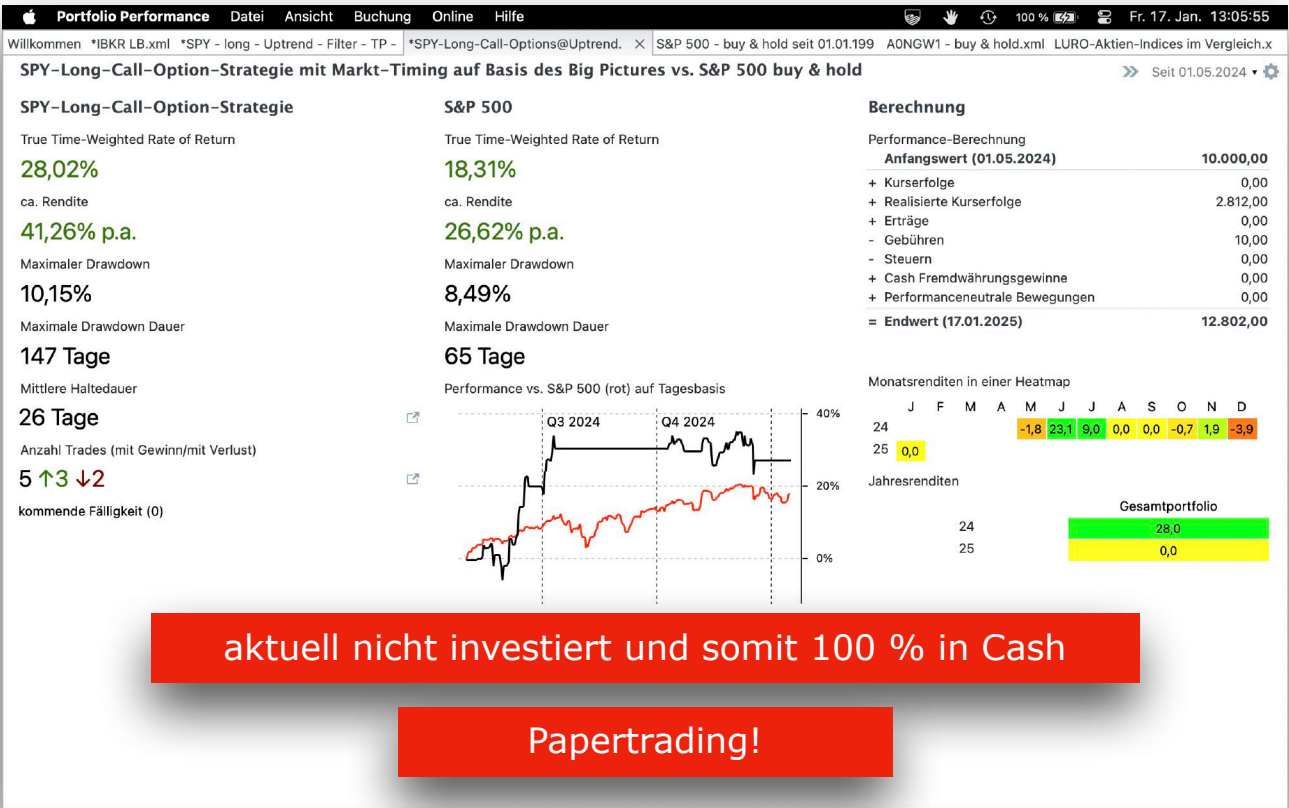 Portfolio Performance Datei Ansicht Buchung Online Hilfe 100 % Fr. 17. Jan. 13:05:55
Willkommen *IBKR LB.xml *SPY - long - Uptrend - Filter - TP - *SPY-Long-Call-Options@Uptrend. × S&P 500 - buy & hold seit 01.01.199 A0NGW1 - buy & hold.xml LURO-Aktien-Indices im Vergleich.x
SPY-Long-Call-Option-Strategie mit Markt-Timing auf Basis des Big Pictures vs. S&P 500 buy & hold
Seit 01.05.2024
SPY-Long-Call-Option-Strategie
True Time-Weighted Rate of Return
28,02%
ca. Rendite
41,26% p.a.
Maximaler Drawdown
10,15%
Maximale Drawdown Dauer
147 Tage
Mittlere Haltedauer
26 Tage
Anzahl Trades (mit Gewinn/mit Verlust)
5 ↑3 ↓2
kommende Fälligkeit (0)
S&P 500
True Time-Weighted Rate of Return
18,31%
ca. Rendite
26,62% p.a.
Maximaler Drawdown
8,49%
Maximale Drawdown Dauer
65 Tage
Performance vs. S&P 500 (rot) auf Tagesbasis
Q3 2024 Q4 2024
40%
20%
0%
Berechnung
Performance-Berechnung
Anfangswert (01.05.2024) 10.000,00
+ Kurserfolge 0,00
+ Realisierte Kurserfolge 2.812,00
+ Erträge 0,00
- Gebühren 10,00
- Steuern 0,00
+ Cash Fremdwährungsgewinne 0,00
+ Performanceneutrale Bewegungen 0,00
= Endwert (17.01.2025) 12.802,00
Monatsrenditen in einer Heatmap
J F M A M J J A S O N D
24 -1,8 23,1 9,0 0,0 0,0 -0,7 1,9 -3,9
25 0,0
Jahresrenditen
Gesamtportfolio
24 28,0
25 0,0
aktuell nicht investiert und somit 100 % in Cash
Papertrading!